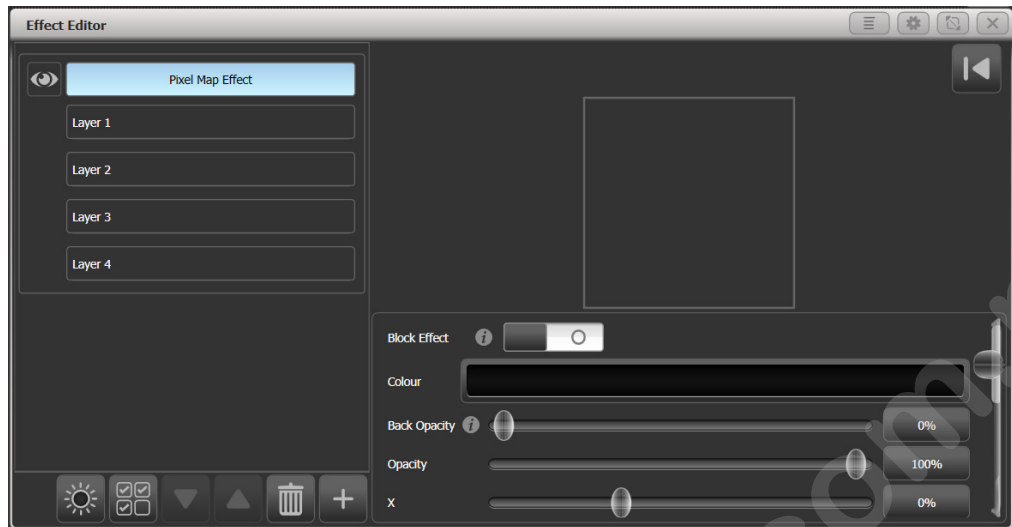 Effect Editor
Pixel Map Effect
Layer 1
Layer 2
Layer 3
Layer 4
Block Effect
Colour
Back Opacity 0%
Opacity 100%
X 0%